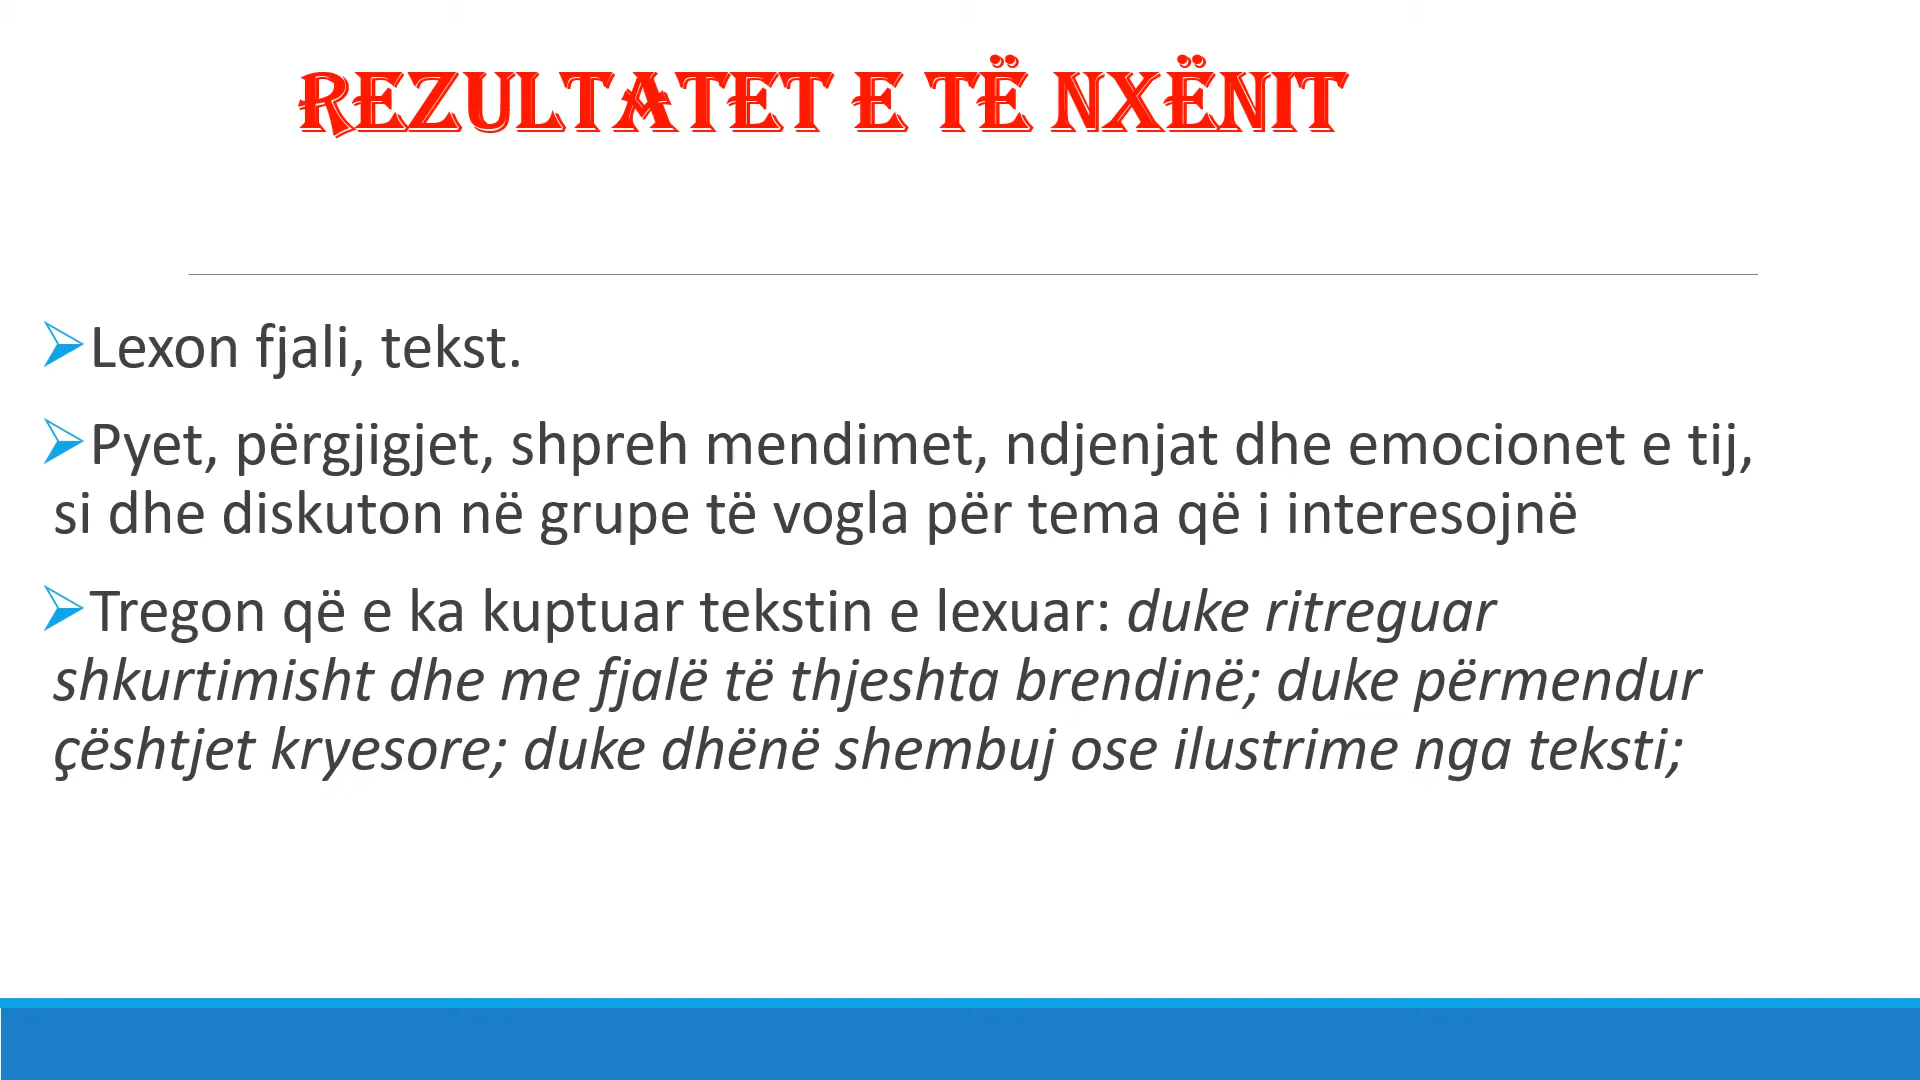 REZULTATET E TË NXËNIT
Lexon fjali, tekst.
Pyet, përgjigjet, shpreh mendimet, ndjenjat dhe emocionet e tij,
si dhe diskuton në grupe të vogla për tema që i interesojnë
Tregon që e ka kuptuar tekstin e lexuar: duke ritreguar
shkurtimisht dhe me fjalë të thjeshta brendinë; duke përmendur
çështjet kryesore; duke dhënë shembuj ose ilustrime nga teksti;